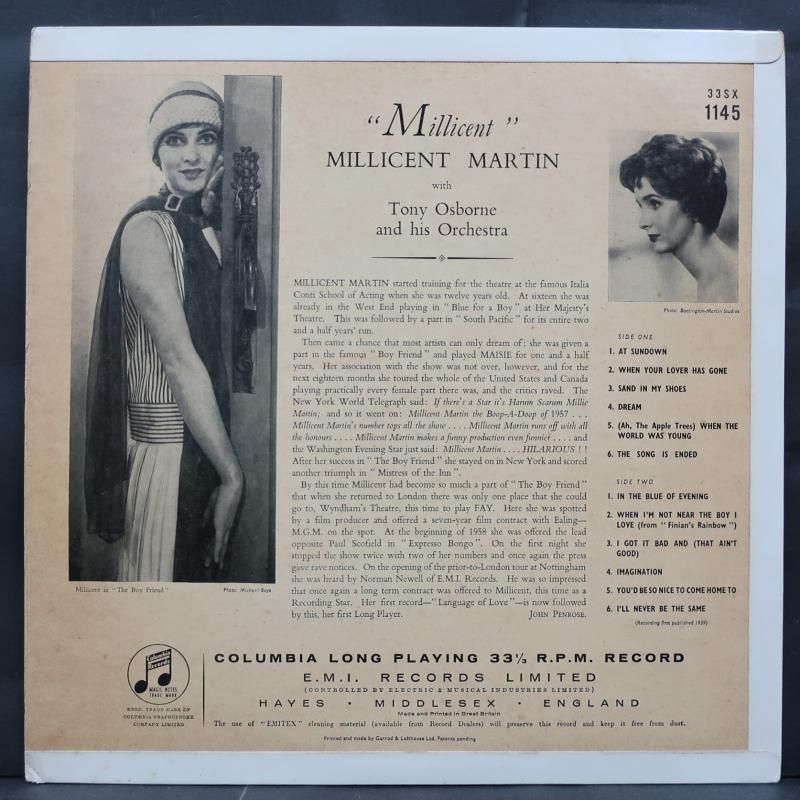 33SX
1145
“Millicent”
MILLICENT MARTIN
with
Tony Osborne
and his Orchestra
Photo: Bassington-Martin Studios
MILLICENT MARTIN started training for the theatre at the famous Italia
Conti School of Acting when she was twelve years old. At sixteen she was
already in the West End playing in “Blue for a Boy” at Her Majesty's
Theatre. This was followed by a part in “South Pacific” for its entire two
and a half years' run.
Then came a chance that most artists can only dream of; she was given a
part in the famous “Boy Friend” and played MAISIE for one and a half
years. Her association with the show was not over, however, and for the
next eighteen months she toured the whole of the United States and Canada
playing practically every female part there was, and the critics raved. The
New York World Telegraph said: If there's a Star it's Harum Scarum Millie
Martin; and so it went on: Millicent Martin the Boop-A-Doop of 1957 . . .
Millicent Martin's number tops all the show . . . . Millicent Martin runs off with all
the honours . . . . Millicent Martin makes a funny production even funnier . . . . and
the Washington Evening Star just said: Millicent Martin . . . . HILARIOUS ! !
After her success in “The Boy Friend” she stayed on in New York and scored
another triumph in “Mistress of the Inn”.
By this time Millicent had become so much a part of “The Boy Friend”
that when she returned to London there was only one place that she could
go to, Wyndham's Theatre, this time to play FAY. Here she was spotted
by a film producer and offered a seven-year film contract with Ealing—
M.G.M. on the spot. At the beginning of 1958 she was offered the lead
opposite Paul Scofield in “Expresso Bongo”. On the first night she
stopped the show twice with two of her numbers and once again the press
gave rave notices. On the opening of the prior-to-London tour at Nottingham
she was heard by Norman Newell of E.M.I. Records. He was so impressed
that once again a long term contract was offered to Millicent, this time as a
Recording Star. Her first record—“Language of Love”—is now followed
by this, her first Long Player. JOHN PENROSE.
SIDE ONE
1. AT SUNDOWN
2. WHEN YOUR LOVER HAS GONE
3. SAND IN MY SHOES
4. DREAM
5. (Ah, The Apple Trees) WHEN THE
WORLD WAS YOUNG
6. THE SONG IS ENDED
SIDE TWO
1. IN THE BLUE OF EVENING
2. WHEN I'M NOT NEAR THE BOY I
LOVE (from “Finian's Rainbow”)
3. I GOT IT BAD AND (THAT AIN'T
GOOD)
4. IMAGINATION
5. YOU'D BE SO NICE TO COME HOME TO
6. I'LL NEVER BE THE SAME
(Recording first published 1959)
Millicent in “The Boy Friend.” Photo: Michael Boys
Columbia
Records
MAGIC NOTES
TRADE MARK
REGD. TRADE MARK OF
COLUMBIA GRAPHOPHONE
COMPANY LIMITED
COLUMBIA LONG PLAYING 33⅓ R.P.M. RECORD
E.M.I. RECORDS LIMITED
(CONTROLLED BY ELECTRIC & MUSICAL INDUSTRIES LIMITED)
HAYES · MIDDLESEX · ENGLAND
Made and Printed in Great Britain
The use of “EMITEX” cleaning material (available from Record Dealers) will preserve this record and keep it free from dust.
Printed and made by Garrod & Lofthouse Ltd. Patents pending